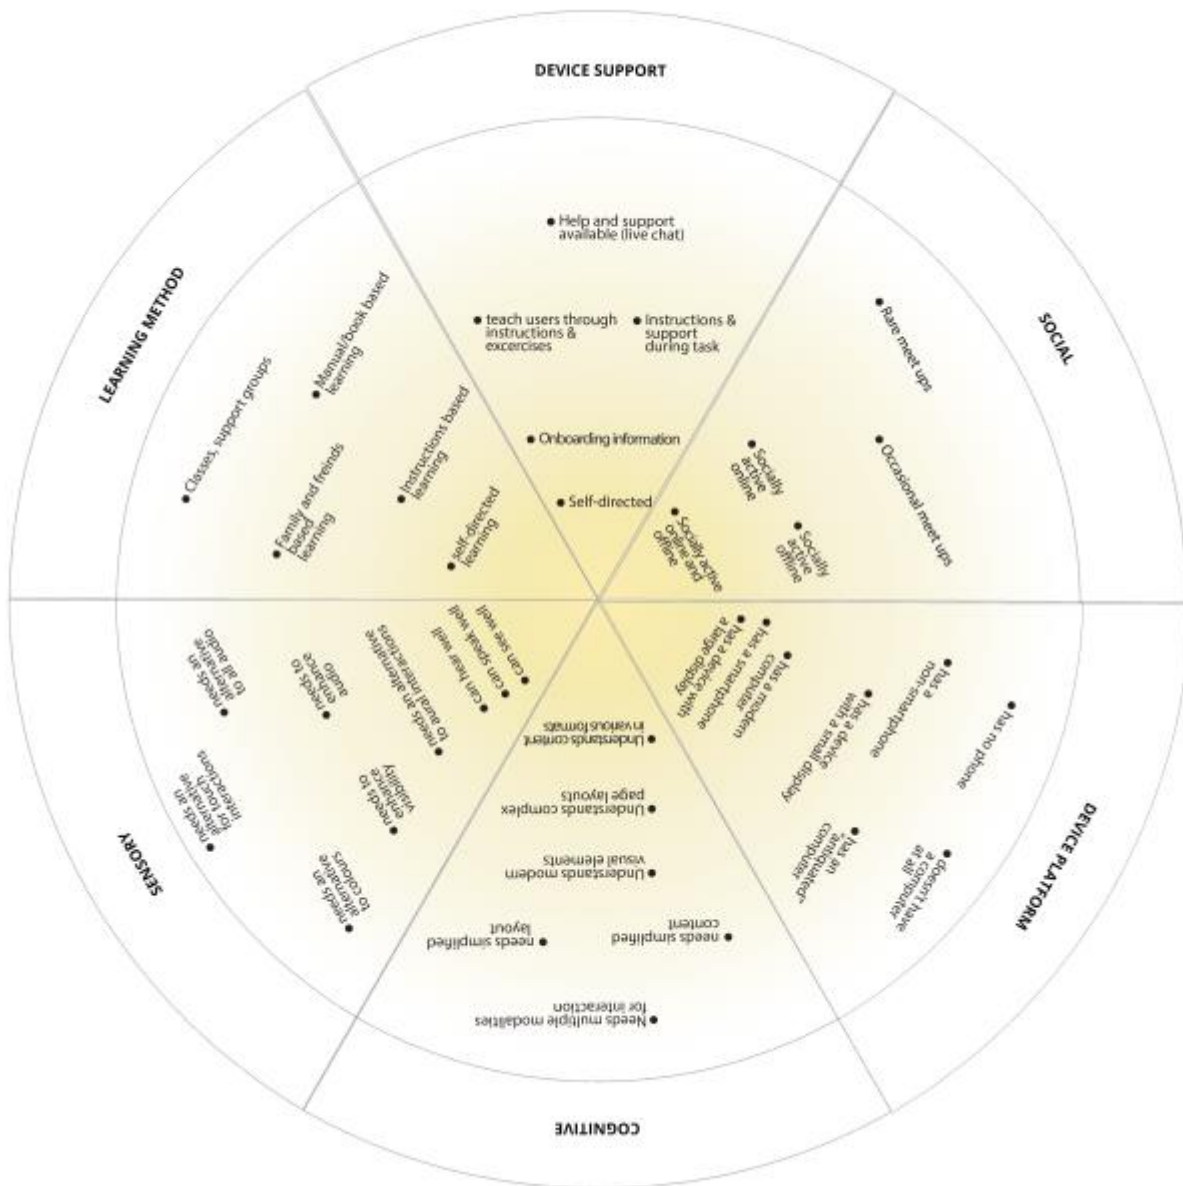 DEVICE SUPPORT
Help and support
available (live chat)
teach users through
instructions &
excercises
Instructions &
support
during task
Onboarding information
Self-directed
SOCIAL
Rare meet ups
Occasional meet ups
Socially
active
online
Socially
active
offline
Socially active
online and
offline
DEVICE PLATFORM
has a device with
a large display
has a smartphone
has a modern
computer
has a
non-smartphone
has a device
with a small display
has no phone
has an
"antiquated"
computer
doesn't have
a computer
at all
COGNITIVE
Understands content
in various formats
Understands complex
page layouts
Understands modern
visual elements
needs simplified
layout
needs simplified
content
Needs multiple modalities
for interaction
SENSORY
can see well
can speak well
can hear well
needs an alternative
to aural interactions
needs to
enhance
audio
needs an
alternative
to all audio
needs to
enhance
visibility
needs an
alternative
for touch
interactions
needs an
alternative
to colours
LEARNING METHOD
Classes, support groups
Manual/book based
learning
Family and freinds
based
learning
Instructions based
learning
self-directed
learning